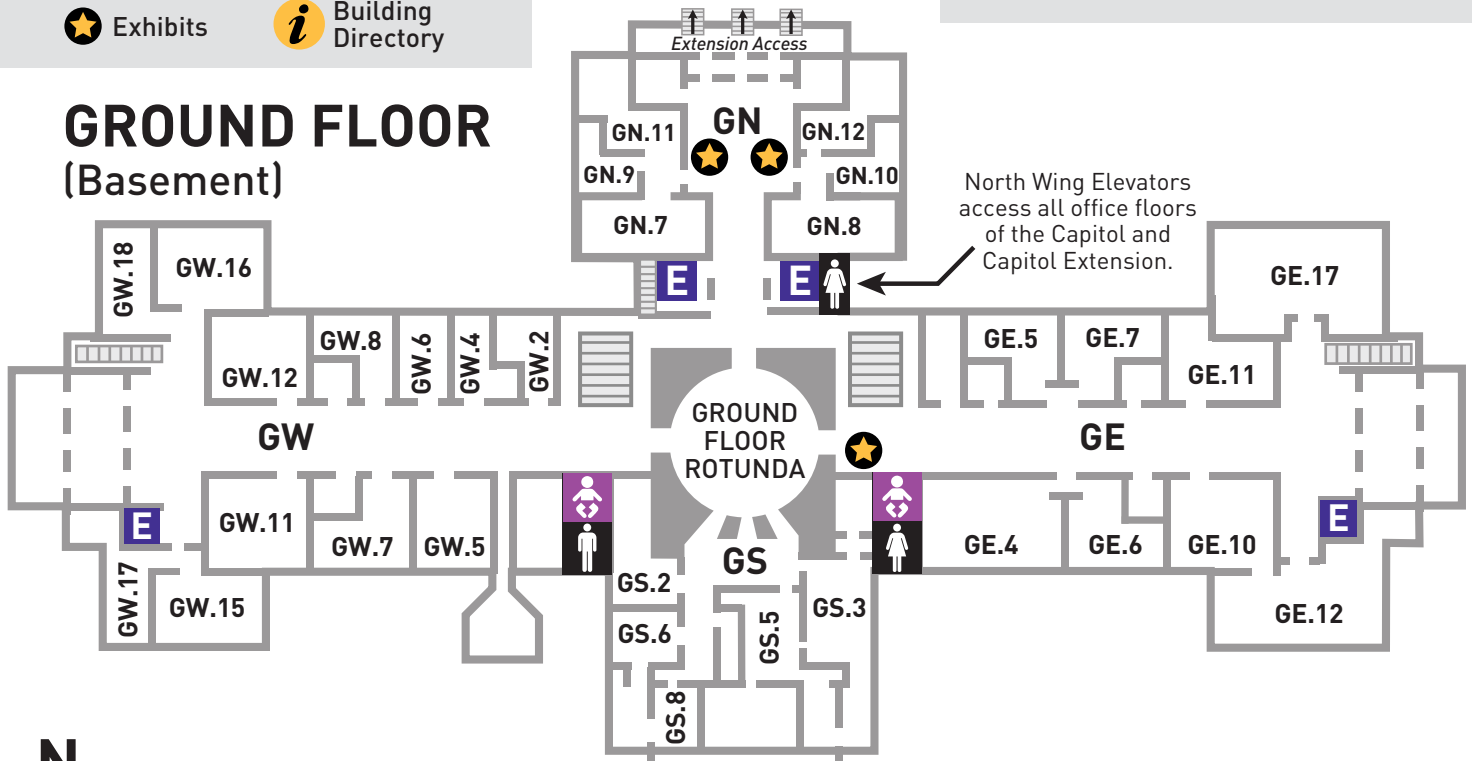 Exhibits
i
Building
Directory
Extension Access
GROUND FLOOR
(Basement)
GN
GN.11
GN.12
GN.9
GN.10
GN.7
GN.8
North Wing Elevators
access all office floors
of the Capitol and
Capitol Extension.
E
E
GW.18
GW.16
GE.17
GW.12
GW.8
GW.6
GW.4
GW.2
GE.5
GE.7
GE.11
GROUND
FLOOR
ROTUNDA
GW
GE
E
GW.11
GW.7
GW.5
GE.4
GE.6
GE.10
E
GS
GW.17
GW.15
GS.2
GS.6
GS.5
GS.3
GE.12
GS.8
N